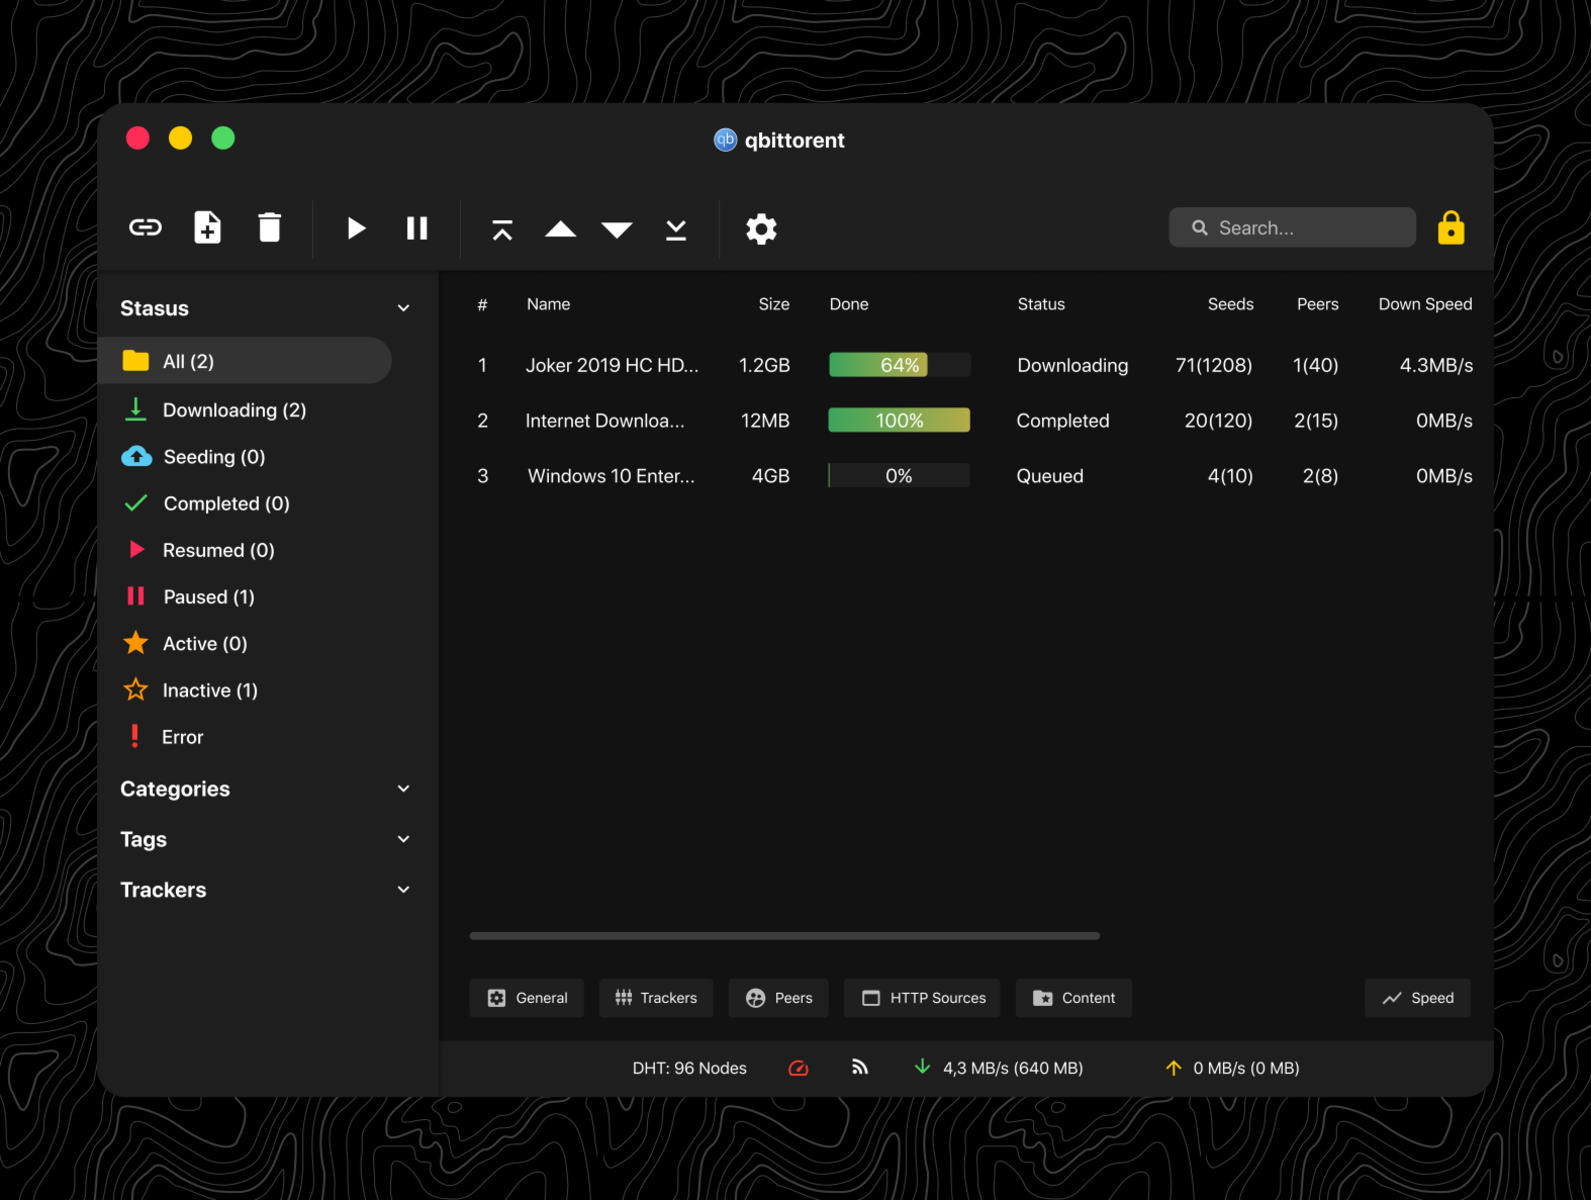 qb qbittorent
Search...
Stasus
All (2)
Downloading (2)
Seeding (0)
Completed (0)
Resumed (0)
Paused (1)
Active (0)
Inactive (1)
Error
Categories
Tags
Trackers
# Name Size Done Status Seeds Peers Down Speed
1 Joker 2019 HC HD... 1.2GB 64% Downloading 71(1208) 1(40) 4.3MB/s
2 Internet Downloa... 12MB 100% Completed 20(120) 2(15) 0MB/s
3 Windows 10 Enter... 4GB 0% Queued 4(10) 2(8) 0MB/s
General Trackers Peers HTTP Sources Content Speed
DHT: 96 Nodes 4,3 MB/s (640 MB) 0 MB/s (0 MB)